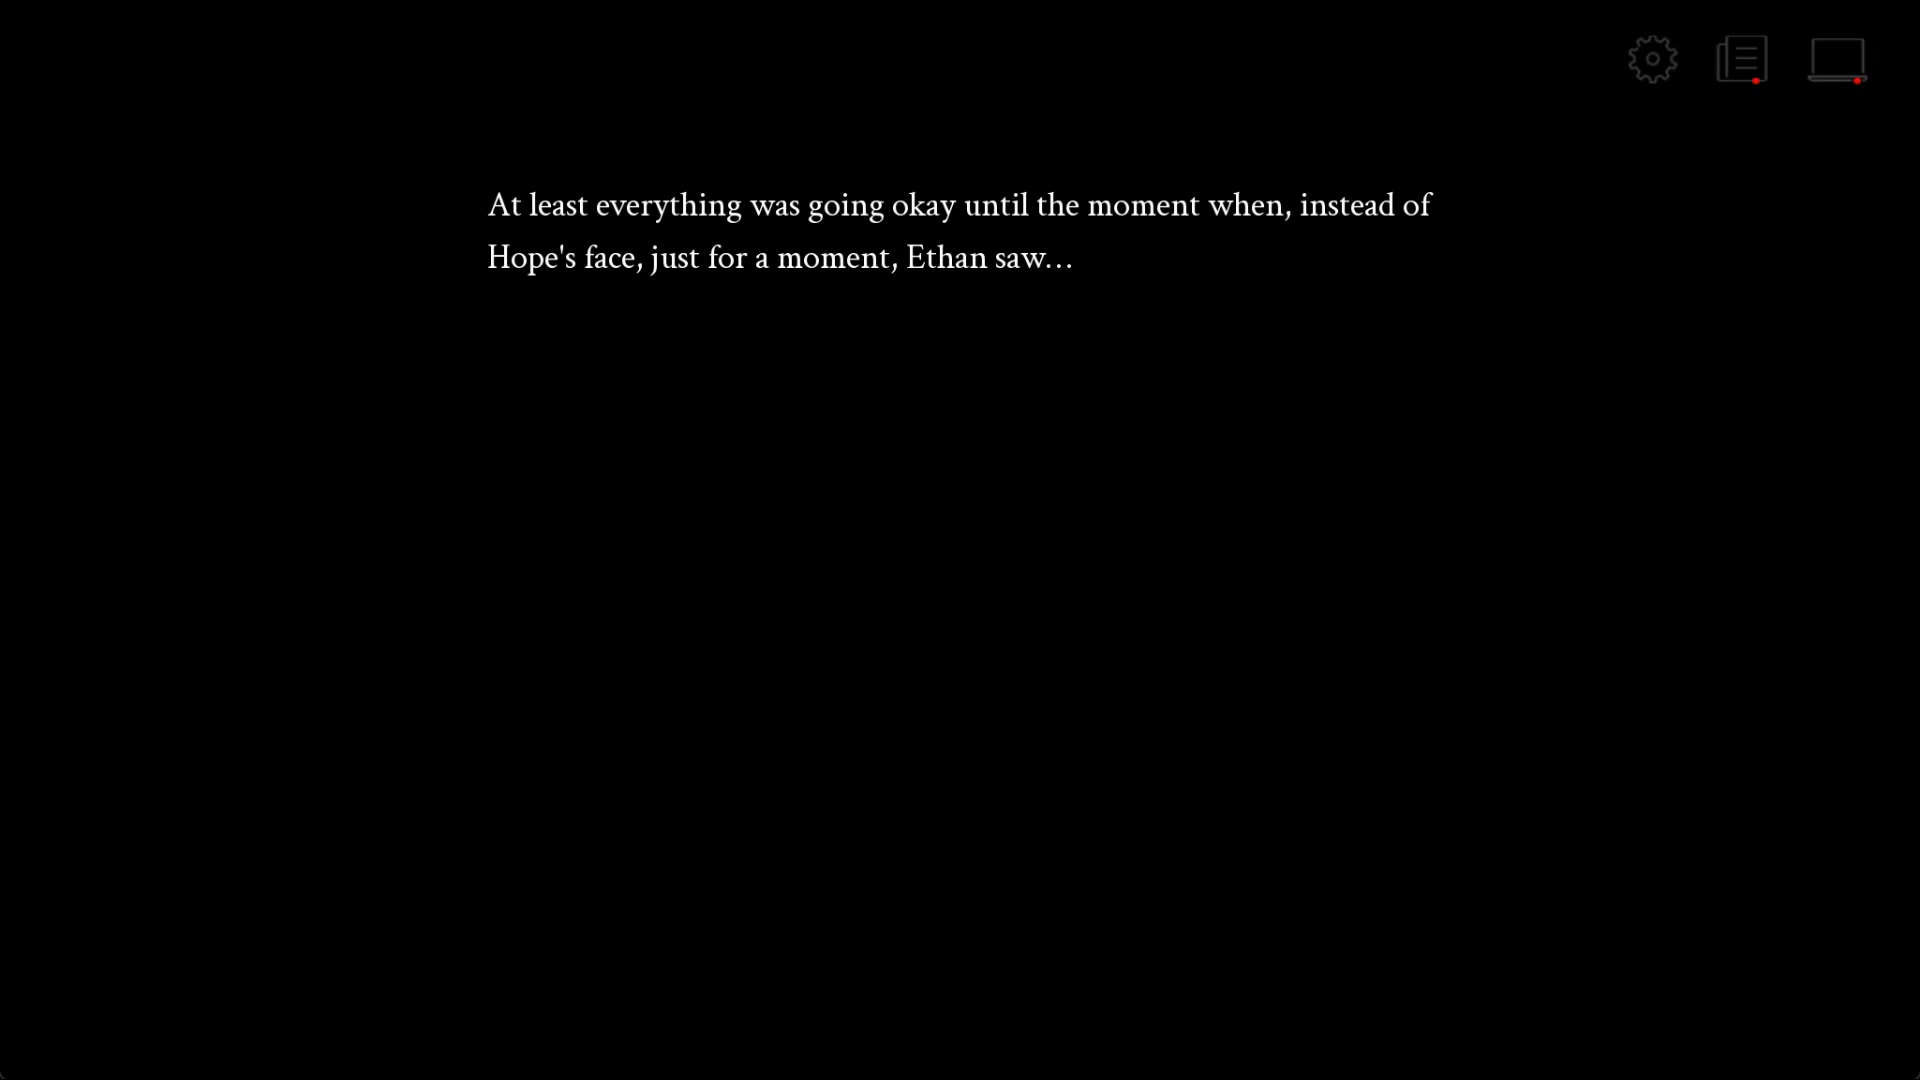 At least everything was going okay until the moment when, instead of
Hope's face, just for a moment, Ethan saw…